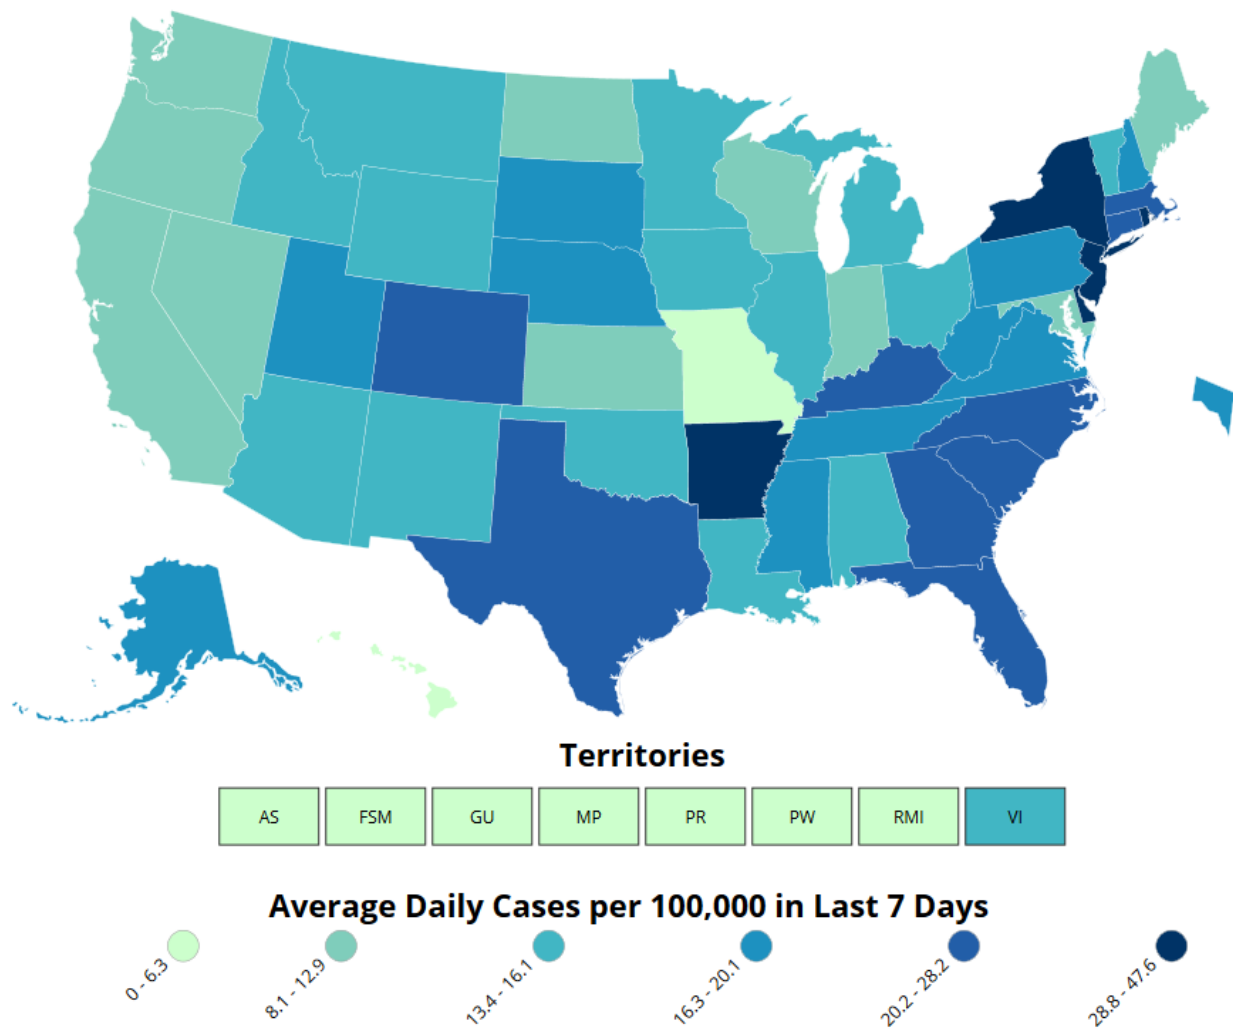 Territories
AS FSM GU MP PR PW RMI VI
Average Daily Cases per 100,000 in Last 7 Days
0 - 6.3 8.1 - 12.9 13.4 - 16.1 16.3 - 20.1 20.2 - 28.2 28.8 - 47.6